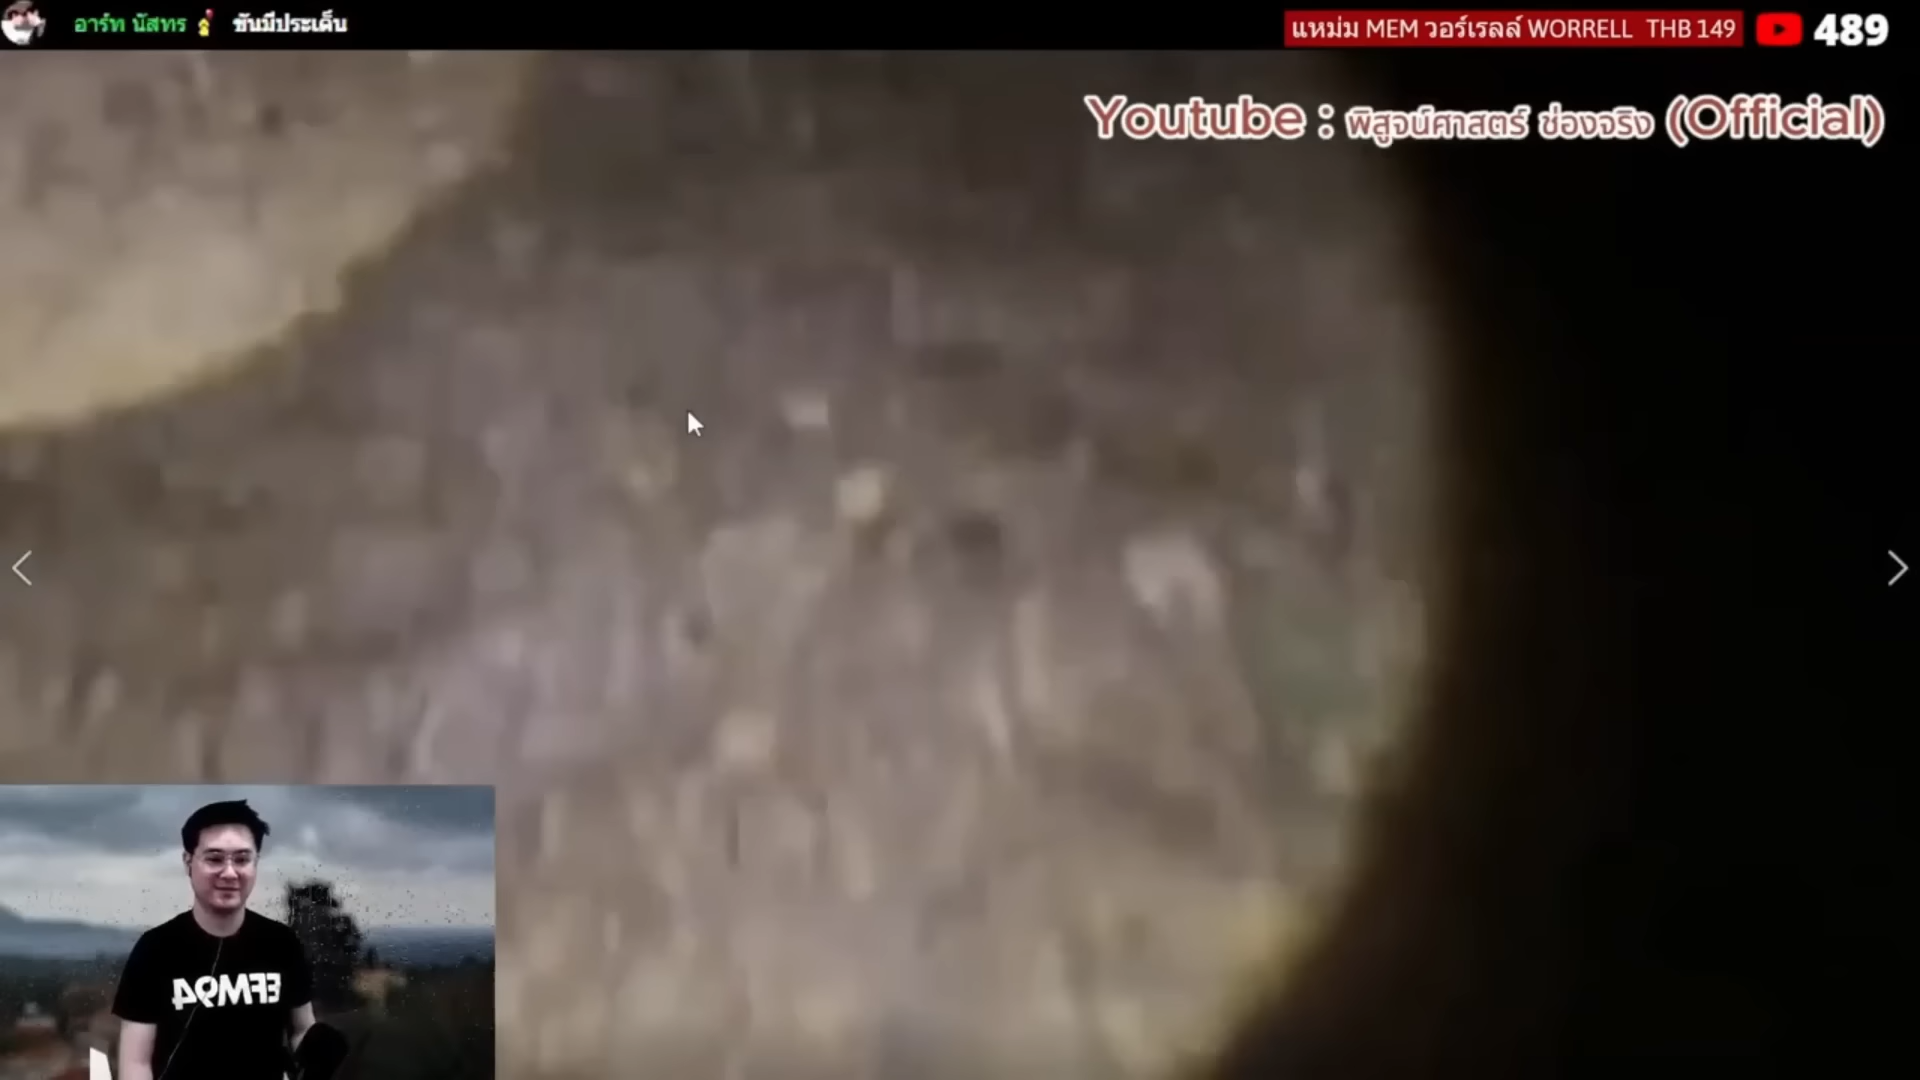 อาร์ท นัสทร ขันมีประเด็น
แหม่ม MEM วอร์เรลล์ WORRELL THB 149
489
Youtube : พิสูจน์ศาสตร์ ช่องจริง (Official)
EFM94